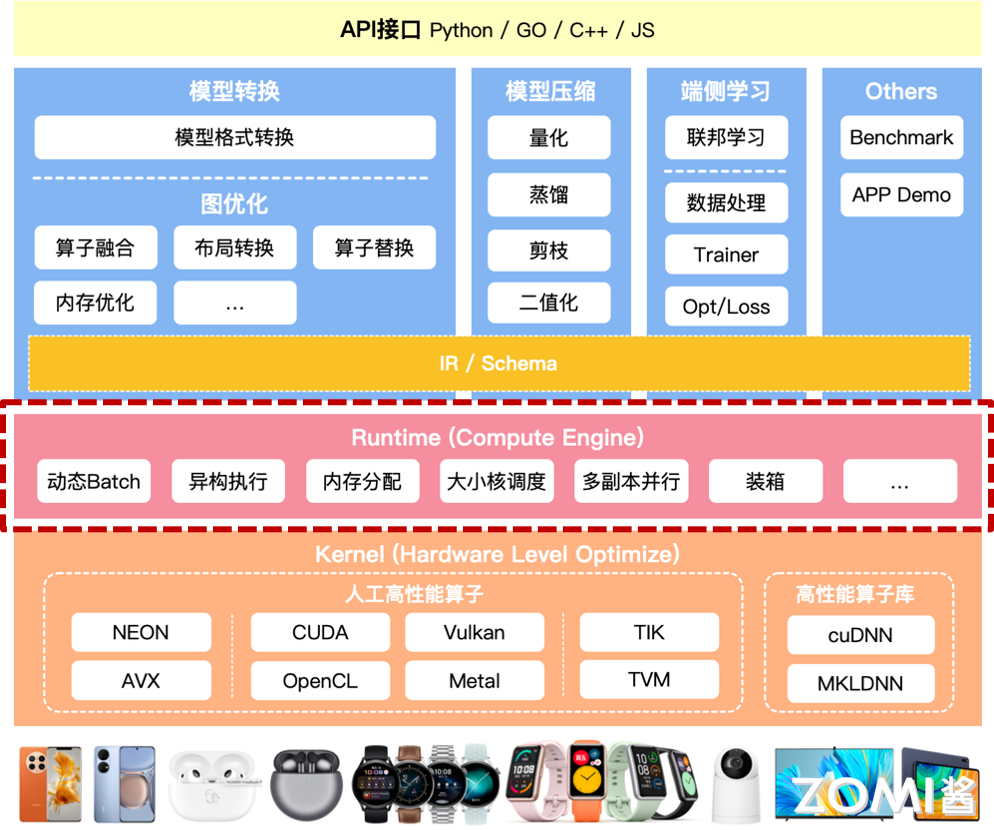 API接口 Python / GO / C++ / JS
模型转换
模型格式转换
图优化
算子融合 布局转换 算子替换
内存优化 ...
模型压缩
量化
蒸馏
剪枝
二值化
端侧学习
联邦学习
数据处理
Trainer
Opt/Loss
Others
Benchmark
APP Demo
IR / Schema
Runtime (Compute Engine)
动态Batch 异构执行 内存分配 大小核调度 多副本并行 装箱 ...
Kernel (Hardware Level Optimize)
人工高性能算子
NEON CUDA Vulkan TIK
AVX OpenCL Metal TVM
高性能算子库
cuDNN
MKLDNN
ZOMI酱